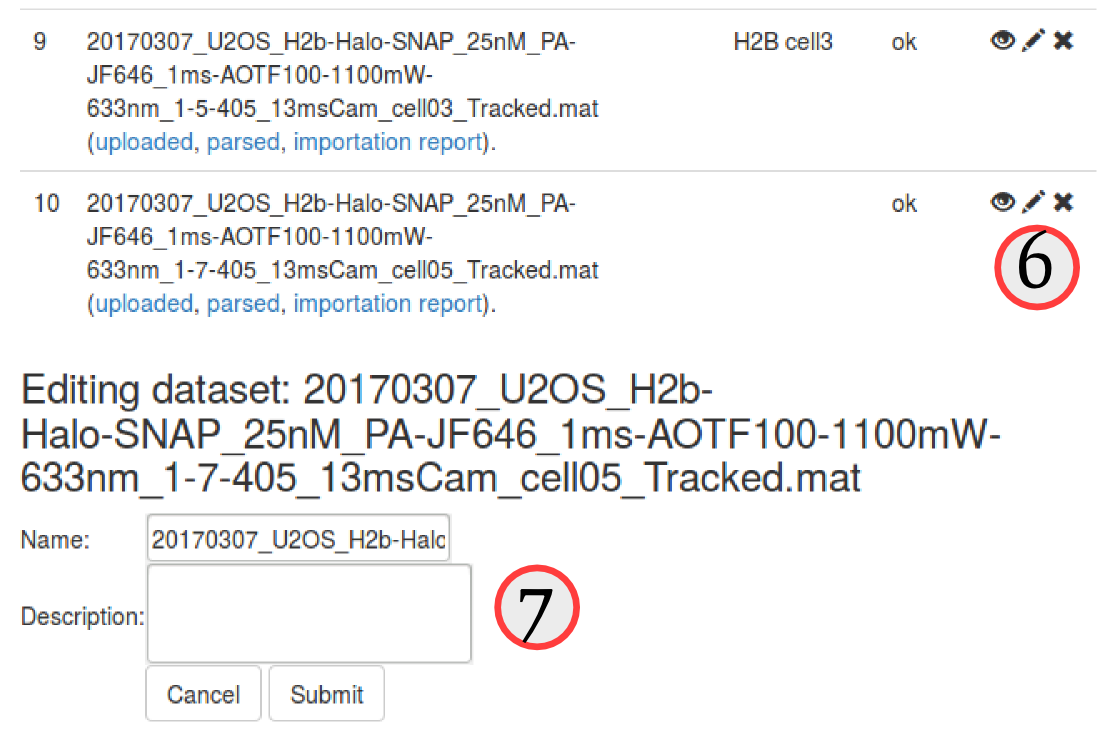 9 20170307_U2OS_H2b-Halo-SNAP_25nM_PA- H2B cell3 ok
JF646_1ms-AOTF100-1100mW-
633nm_1-5-405_13msCam_cell03_Tracked.mat
(uploaded, parsed, importation report).
10 20170307_U2OS_H2b-Halo-SNAP_25nM_PA- ok
JF646_1ms-AOTF100-1100mW-
633nm_1-7-405_13msCam_cell05_Tracked.mat
(uploaded, parsed, importation report).
6
Editing dataset: 20170307_U2OS_H2b-
Halo-SNAP_25nM_PA-JF646_1ms-AOTF100-1100mW-
633nm_1-7-405_13msCam_cell05_Tracked.mat
Name: 20170307_U2OS_H2b-Halo
Description:
7
Cancel Submit